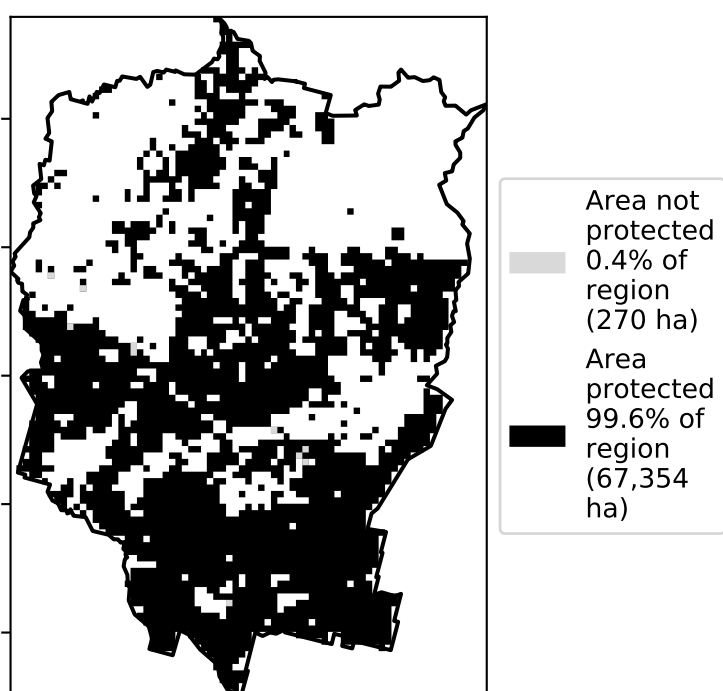 Area not
protected
0.4% of
region
(270 ha)
Area
protected
99.6% of
region
(67,354
ha)